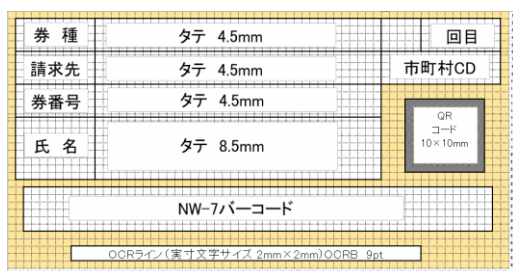 券 種 タテ 4.5mm 回目
請求先 タテ 4.5mm 市町村CD
券番号 タテ 4.5mm
QR
コード
10×10mm
氏 名 タテ 8.5mm
NW-7バーコード
OCRライン(実寸文字サイズ 2mm×2mm)OCRB 9pt